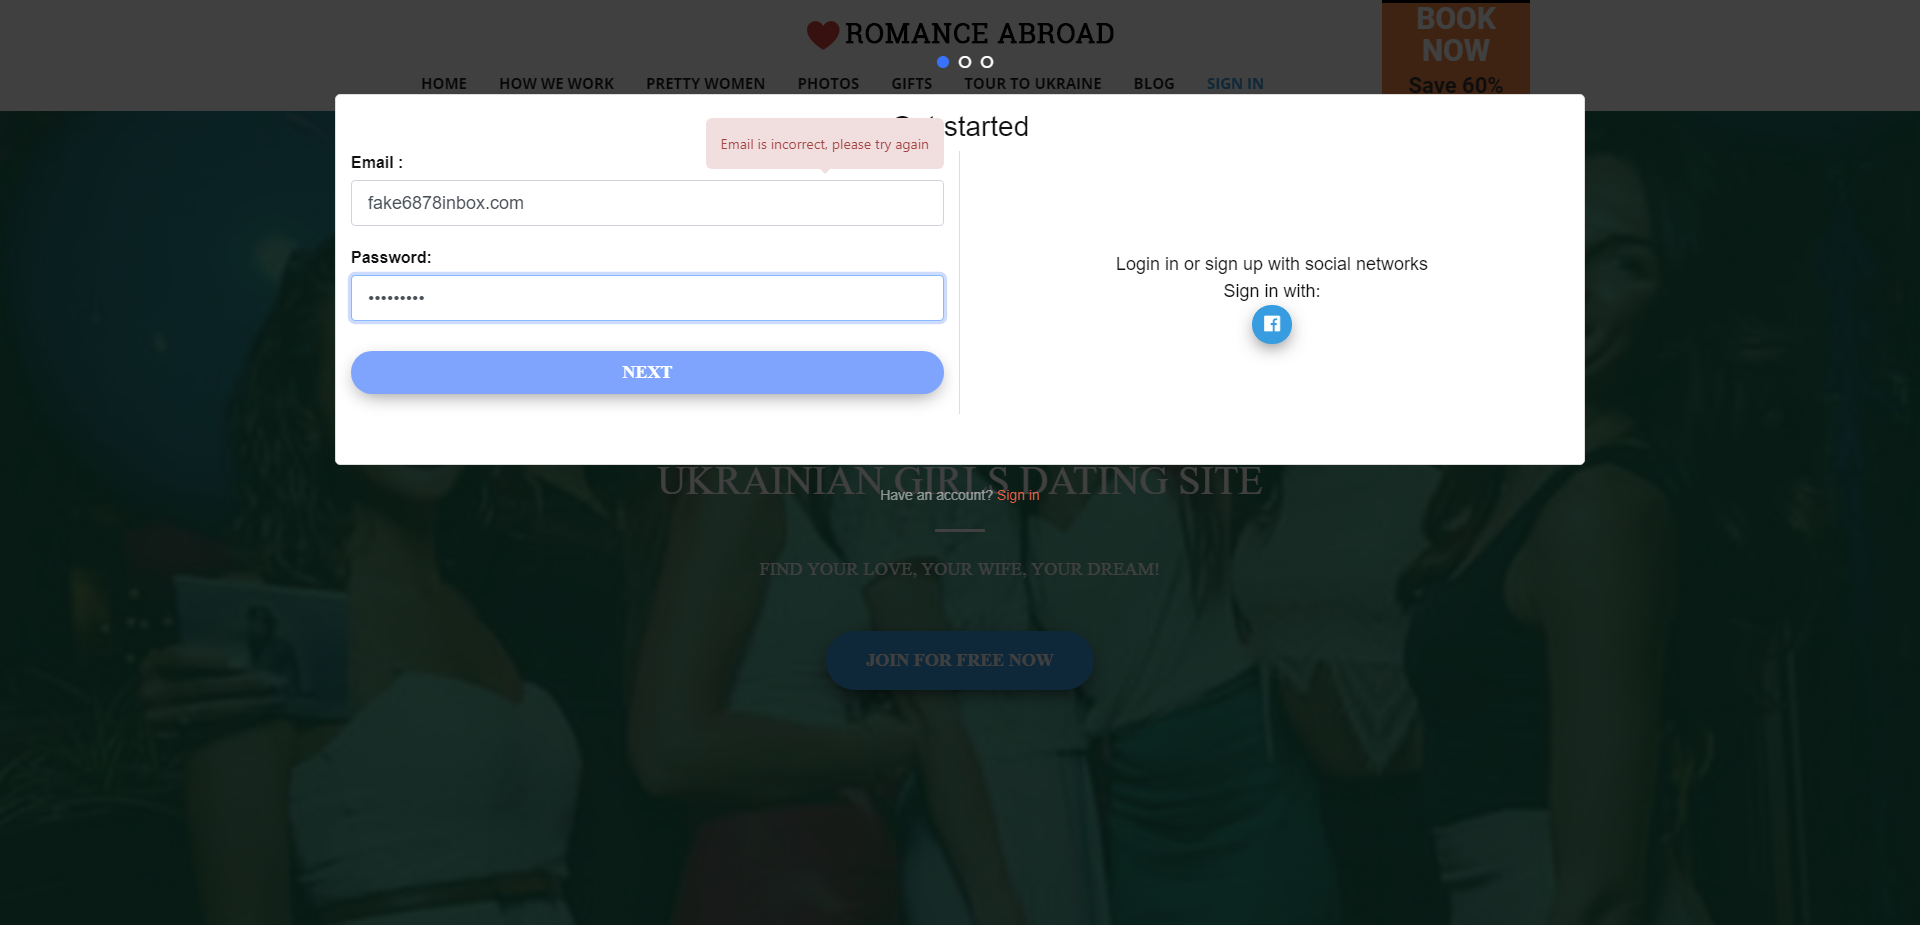 ROMANCE ABROAD
BOOK
NOW
Save 60%
HOME HOW WE WORK PRETTY WOMEN PHOTOS GIFTS TOUR TO UKRAINE BLOG SIGN IN
started
Email is incorrect, please try again
Email :
fake6878inbox.com
Password:
•••••••••
NEXT
Login in or sign up with social networks
Sign in with:
UKRAINIAN GIRLS DATING SITE
Have an account? Sign in
FIND YOUR LOVE, YOUR WIFE, YOUR DREAM!
JOIN FOR FREE NOW